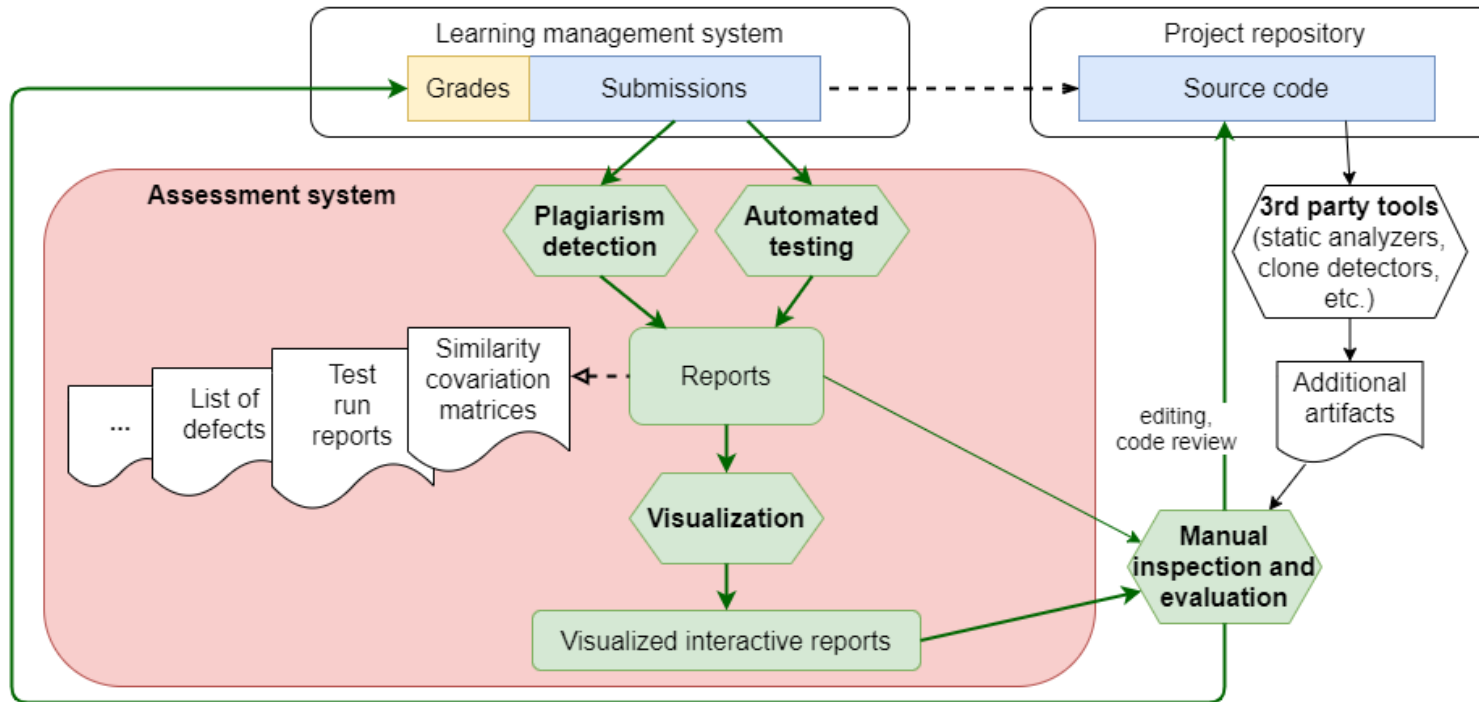 Learning management system
Grades
Submissions
Project repository
Source code
Assessment system
Plagiarism
detection
Automated
testing
3rd party tools
(static analyzers,
clone detectors,
etc.)
...
List of
defects
Test
run
reports
Similarity
covariation
matrices
Reports
Additional
artifacts
editing,
code review
Visualization
Manual
inspection and
evaluation
Visualized interactive reports